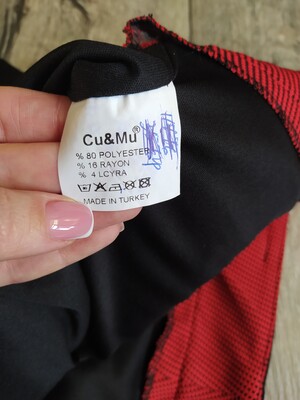 Cu&Mu®
% 80 POLYESTER
% 16 RAYON
% 4 LCYRA
MADE IN TURKEY